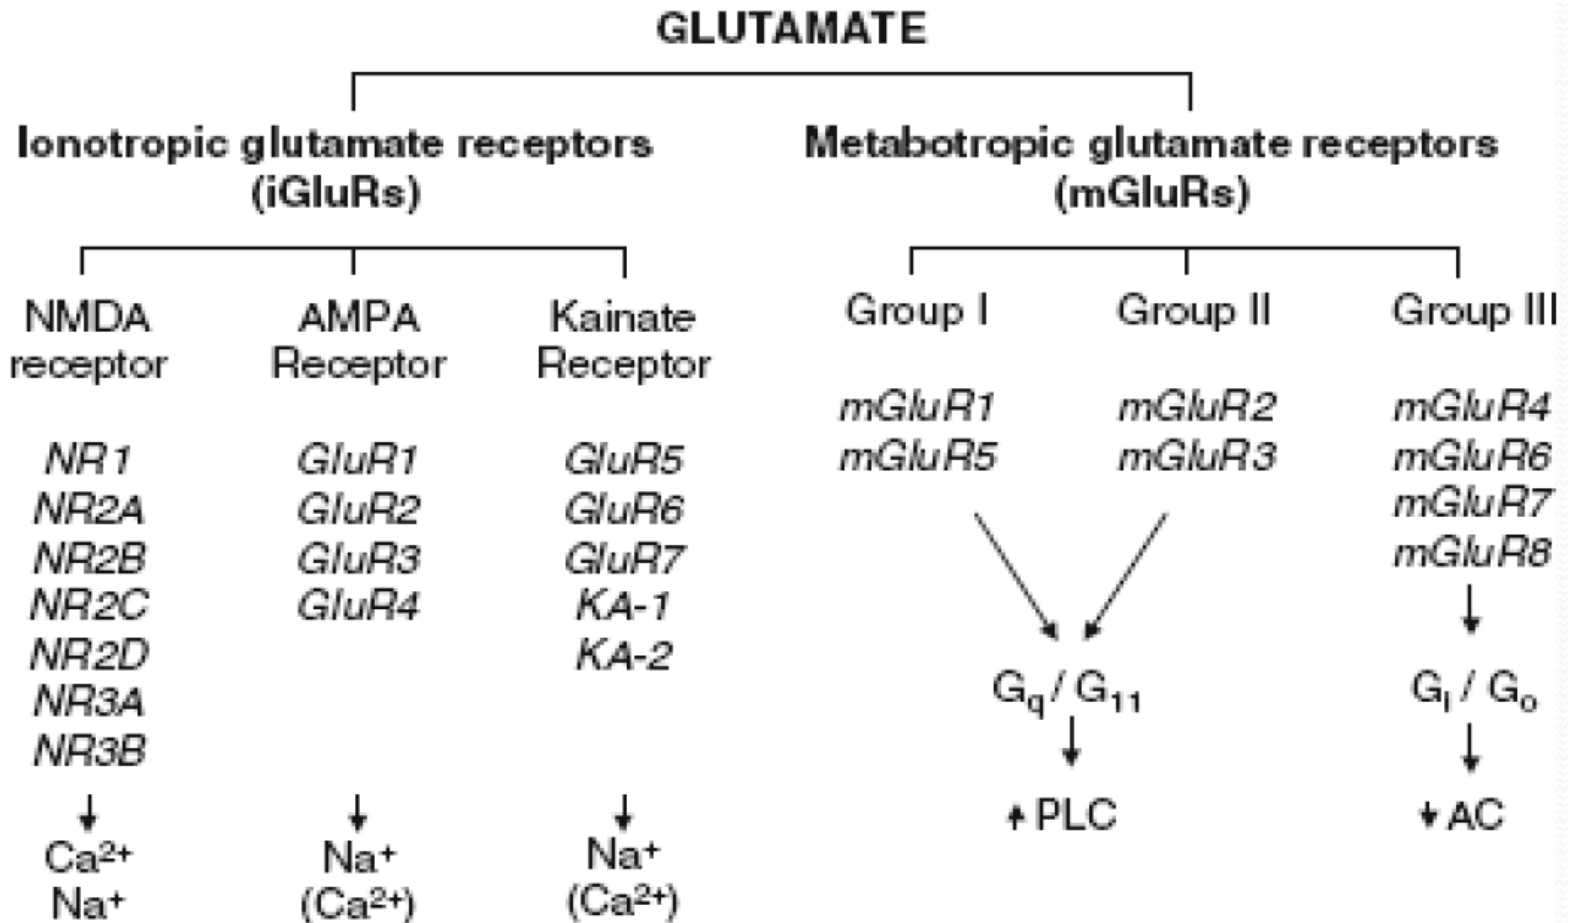 GLUTAMATE
Ionotropic glutamate receptors
(iGluRs)
Metabotropic glutamate receptors
(mGluRs)
NMDA
receptor
NR1
NR2A
NR2B
NR2C
NR2D
NR3A
NR3B
Ca²⁺
Na⁺
AMPA
Receptor
GluR1
GluR2
GluR3
GluR4
Na⁺
(Ca²⁺)
Kainate
Receptor
GluR5
GluR6
GluR7
KA-1
KA-2
Na⁺
(Ca²⁺)
Group I
mGluR1
mGluR5
Group II
mGluR2
mGluR3
Gq / G11
↑ PLC
Group III
mGluR4
mGluR6
mGluR7
mGluR8
Gi / Go
↓ AC